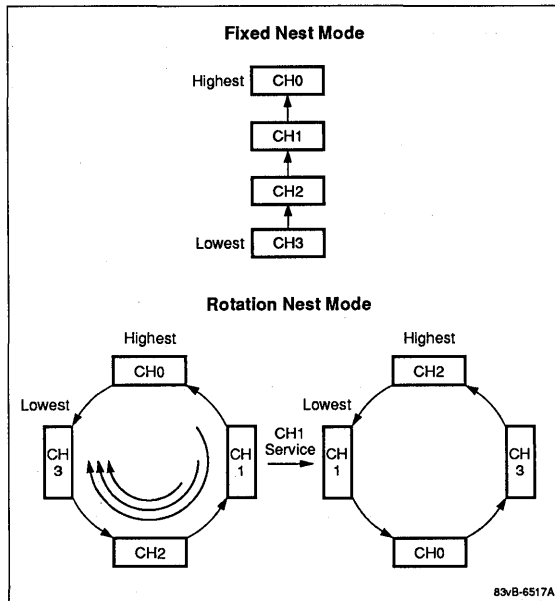 Fixed Nest Mode
Highest
CH0
CH1
CH2
Lowest
CH3
Rotation Nest Mode
Highest
CH0
Lowest
CH
3
CH
1
CH2
CH1
Service
Highest
CH2
Lowest
CH
1
CH
3
CH0
83vB-6517A